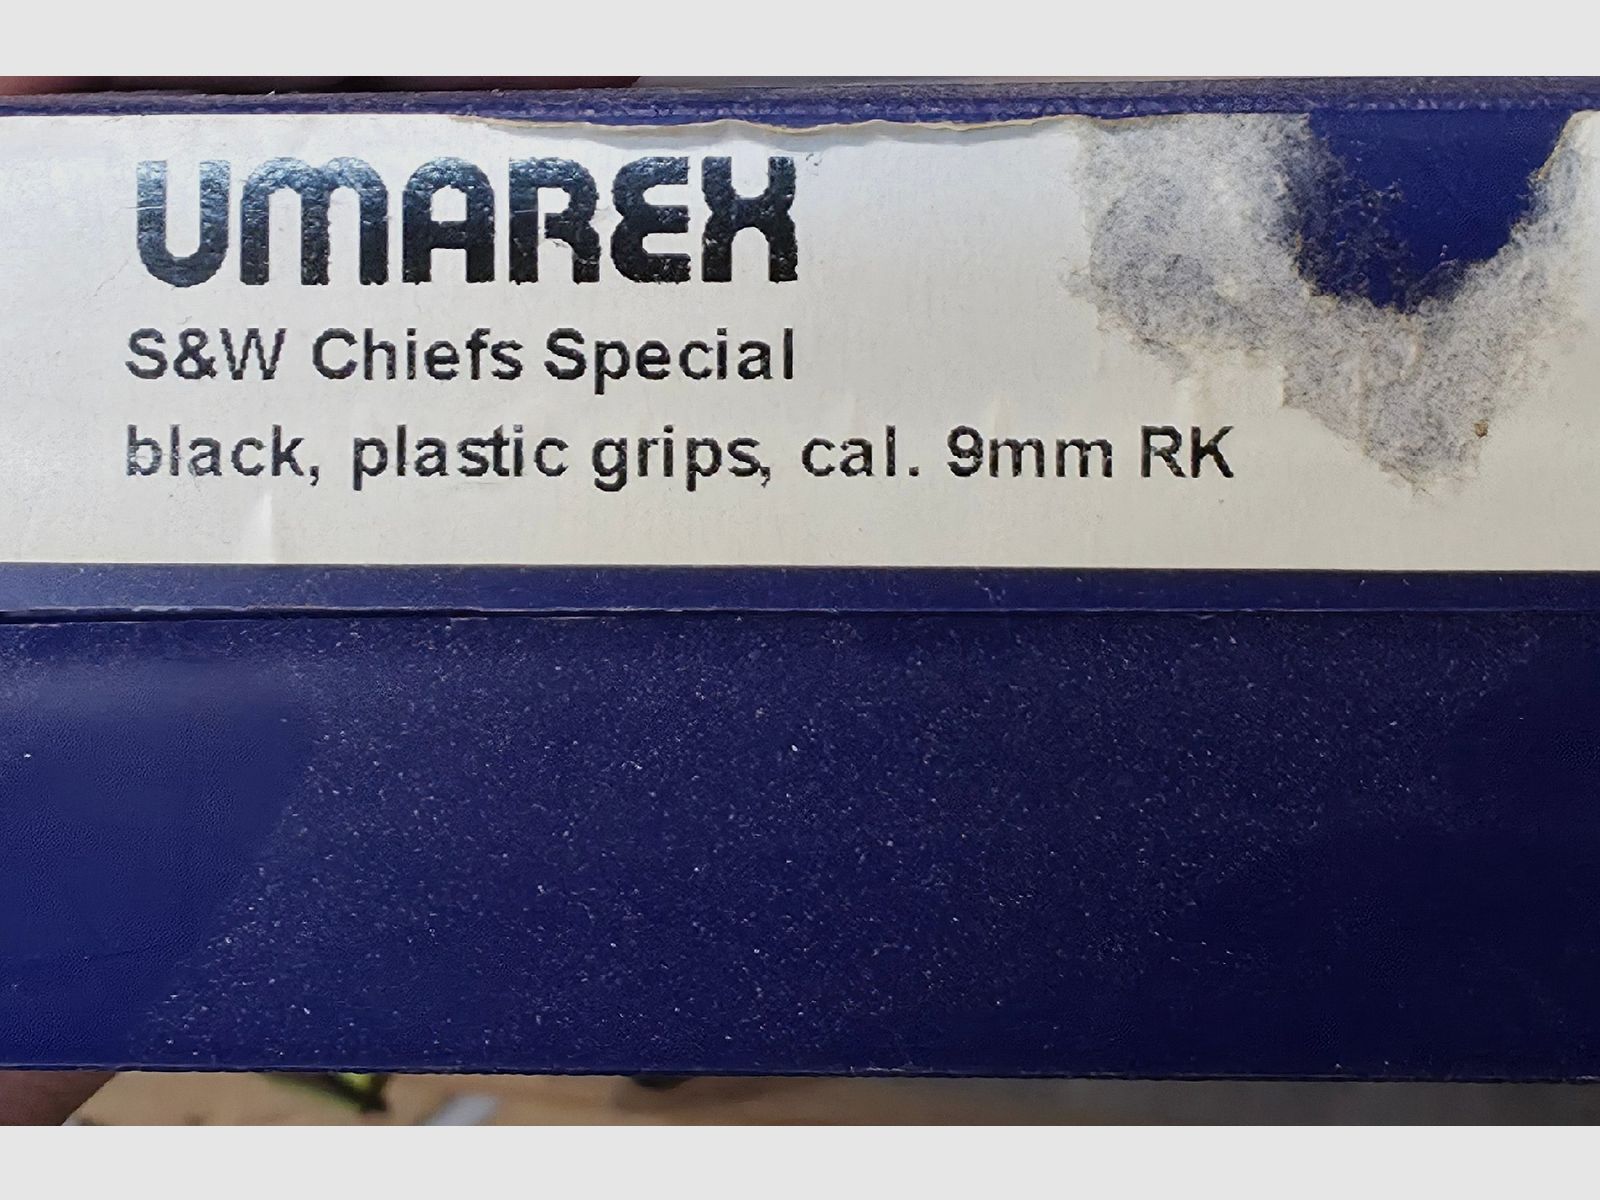 UMAREX
S&W Chiefs Special
black, plastic grips, cal. 9mm RK